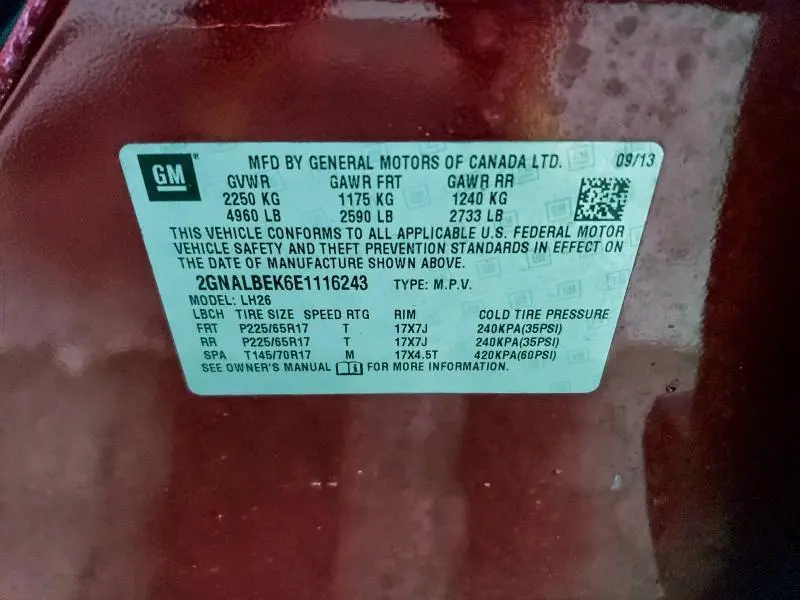 GM ® MFD BY GENERAL MOTORS OF CANADA LTD. 09/13
GVWR GAWR FRT GAWR RR
2250 KG 1175 KG 1240 KG
4960 LB 2590 LB 2733 LB
THIS VEHICLE CONFORMS TO ALL APPLICABLE U.S. FEDERAL MOTOR
VEHICLE SAFETY AND THEFT PREVENTION STANDARDS IN EFFECT ON
THE DATE OF MANUFACTURE SHOWN ABOVE.
2GNALBEK6E1116243 TYPE: M.P.V.
MODEL: LH26
LBCH TIRE SIZE SPEED RTG RIM COLD TIRE PRESSURE
FRT P225/65R17 T 17X7J 240KPA(35PSI)
RR P225/65R17 T 17X7J 240KPA(35PSI)
SPA T145/70R17 M 17X4.5T 420KPA(60PSI)
SEE OWNER'S MANUAL FOR MORE INFORMATION.